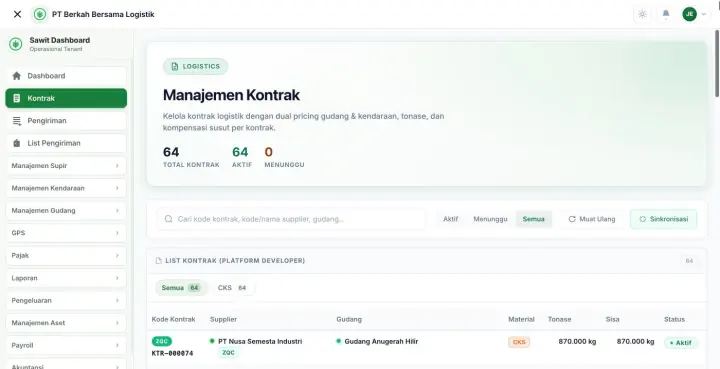 PT Berkah Bersama Logistik
JE
Sawit Dashboard
Operasional Tenant
Dashboard
Kontrak
Pengiriman
List Pengiriman
Manajemen Supir
Manajemen Kendaraan
Manajemen Gudang
GPS
Pajak
Laporan
Pengeluaran
Manajemen Aset
Payroll
Akuntansi
LOGISTICS
Manajemen Kontrak
Kelola kontrak logistik dengan dual pricing gudang & kendaraan, tonase, dan
kompensasi susut per kontrak.
64 64 0
TOTAL KONTRAK AKTIF MENUNGGU
Cari kode kontrak, kode/name supplier, gudang... Aktif Menunggu Semua Muat Ulang Sinkronisasi
LIST KONTRAK (PLATFORM DEVELOPER) 64
Semua 64 CKS 64
Kode Kontrak Supplier Gudang Material Tonase Sisa Status
ZQC PT Nusa Semesta Industri Gudang Anugerah Hilir CKS 870.000 kg 870.000 kg Aktif
KTR-000074 ZQC